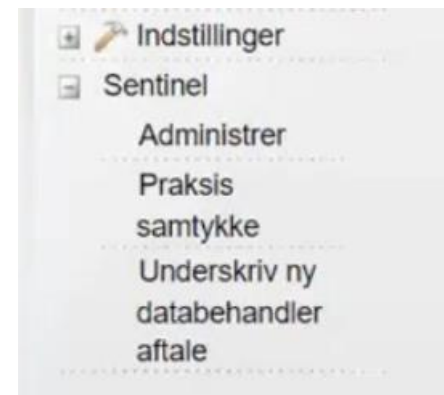 Indstillinger
Sentinel
Administrer
Praksis
samtykke
Underskriv ny
databehandler
aftale